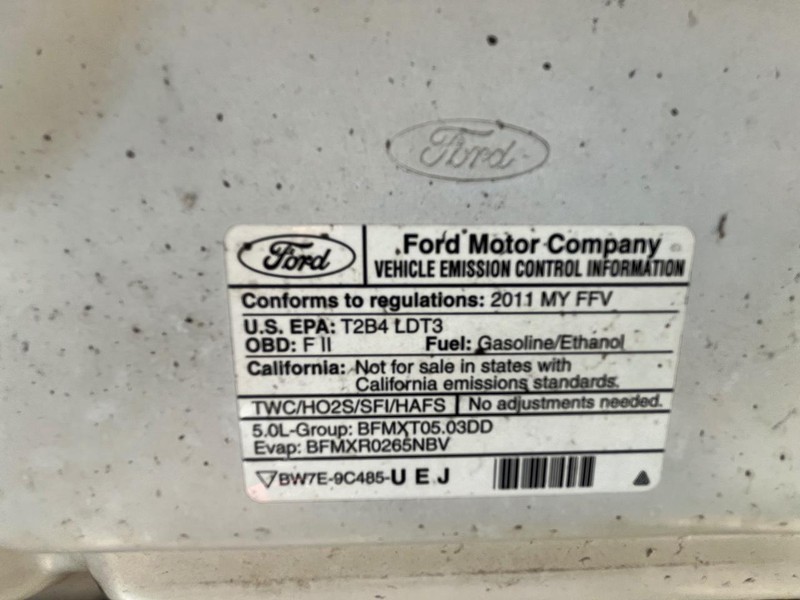 Ford
Ford
Ford Motor Company
VEHICLE EMISSION CONTROL INFORMATION
Conforms to regulations: 2011 MY FFV
U.S. EPA: T2B4 LDT3
OBD: F II Fuel: Gasoline/Ethanol
California: Not for sale in states with
California emissions standards.
TWC/HO2S/SFI/HAFS No adjustments needed.
5.0L-Group: BFMXT05.03DD
Evap: BFMXR0265NBV
BW7E-9C485-U E J